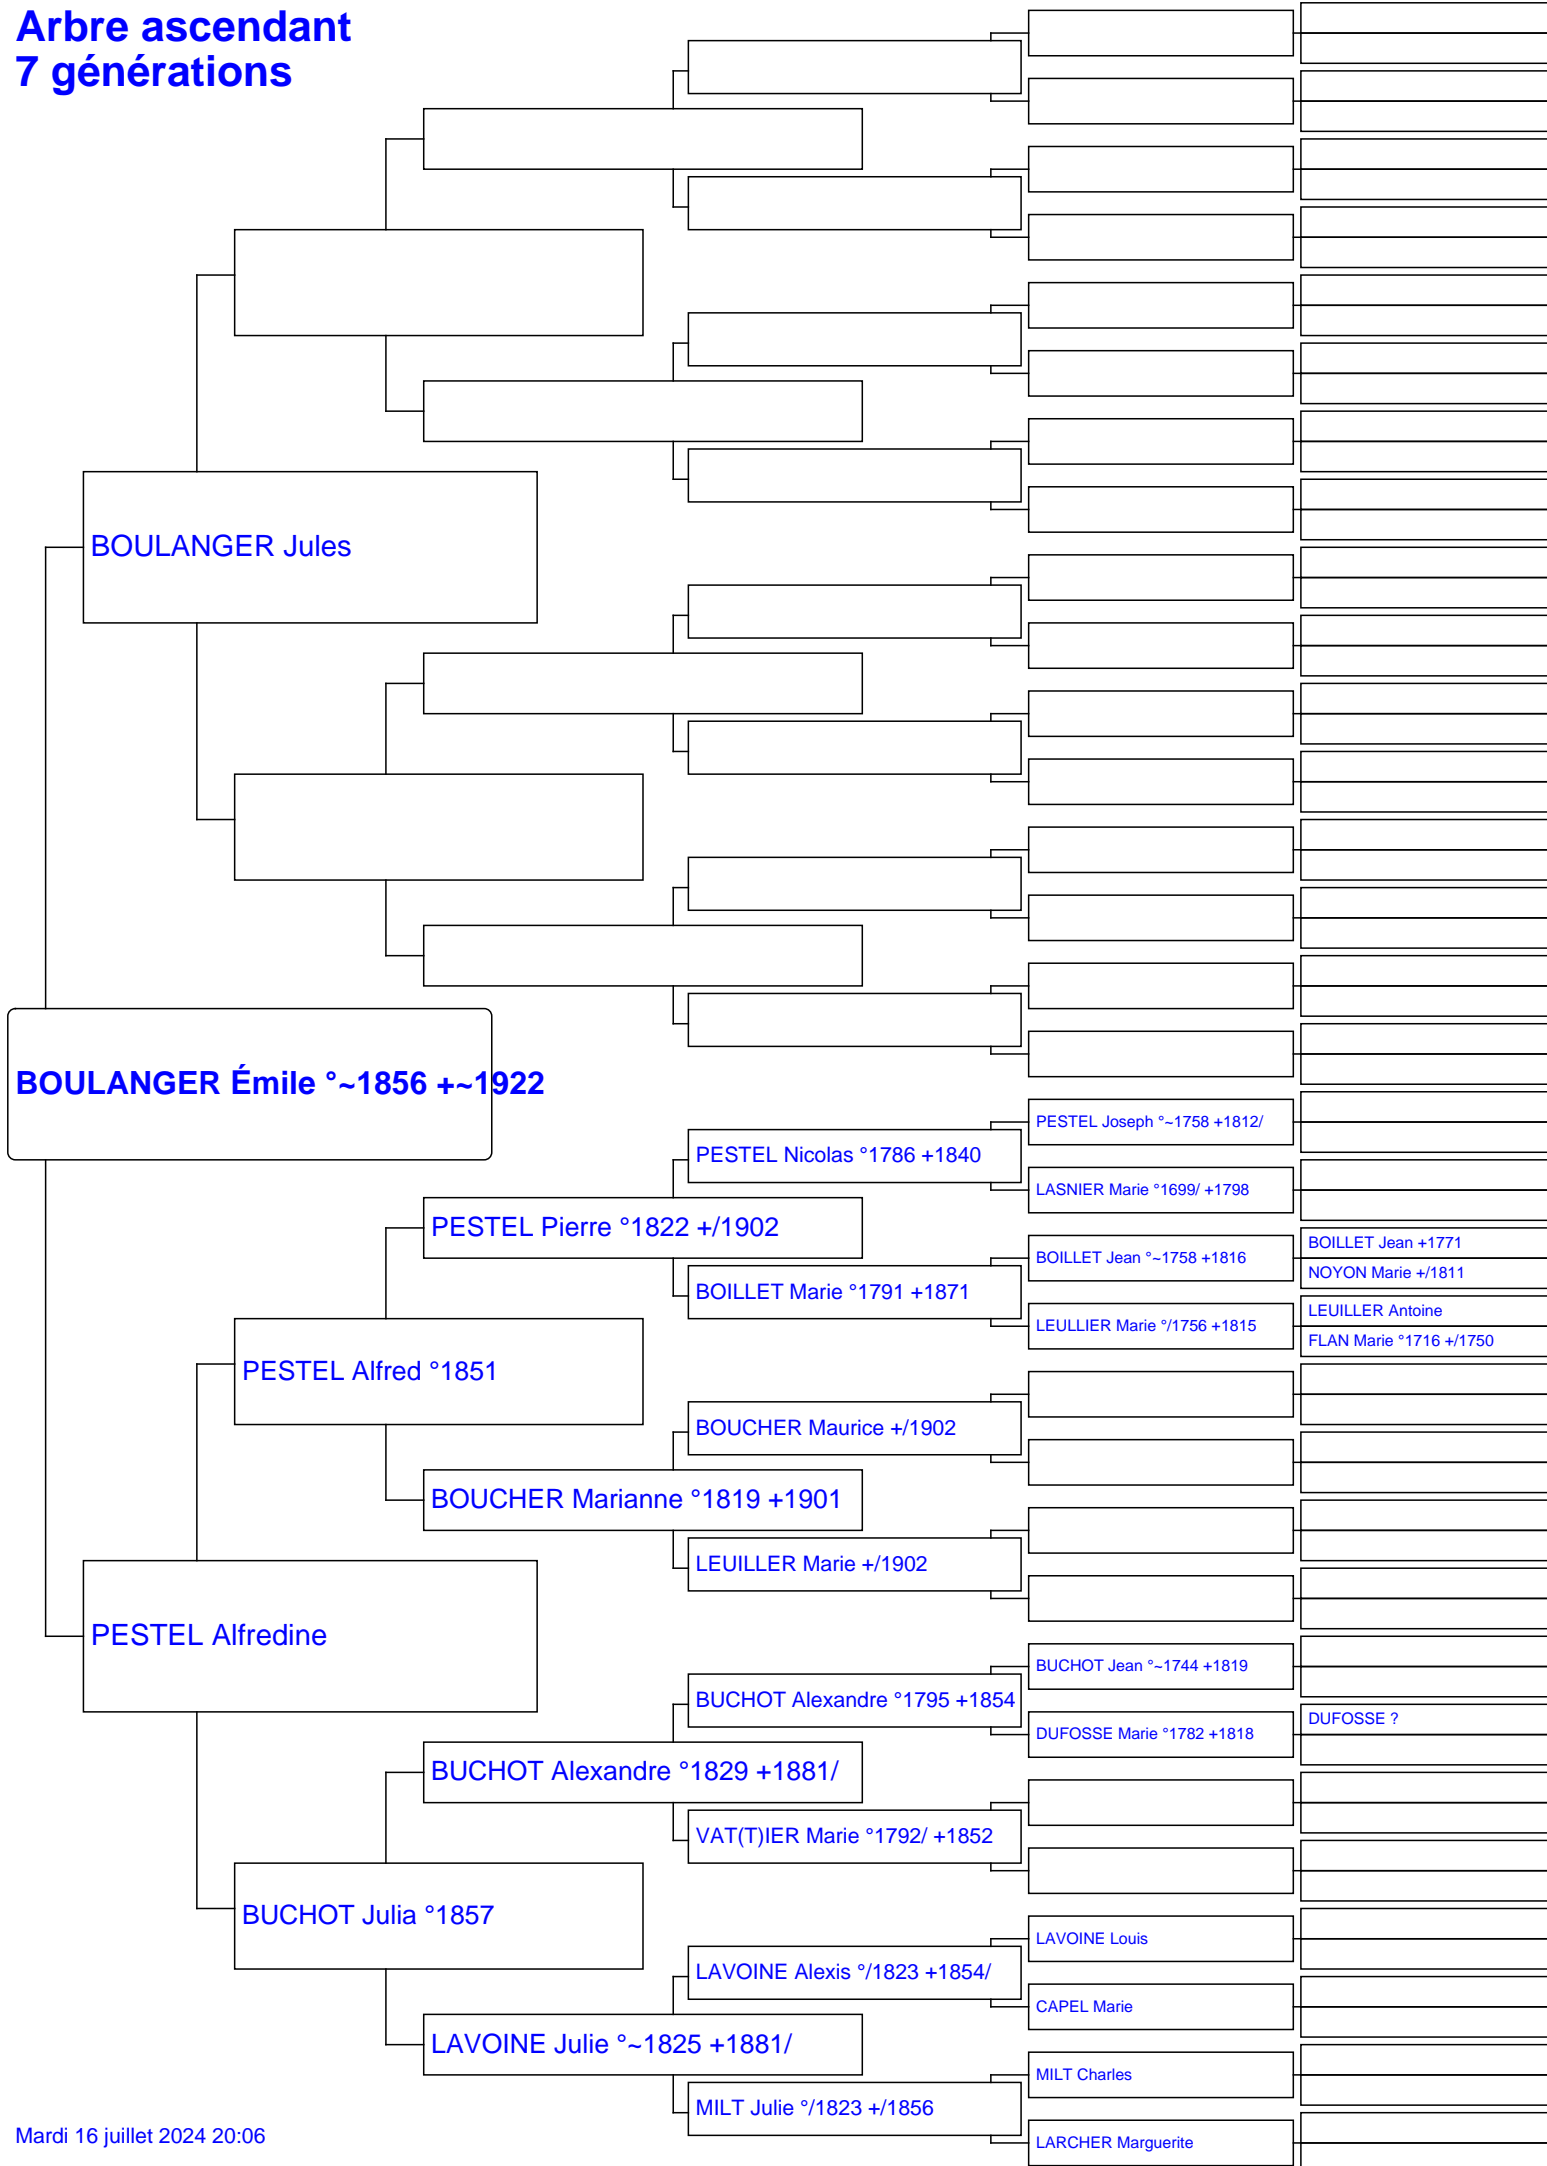 Arbre ascendant
7 générations
BOULANGER Jules
BOULANGER Émile °~1856 +~1922
PESTEL Joseph °~1758 +1812/
PESTEL Nicolas °1786 +1840
LASNIER Marie °1699/ +1798
PESTEL Pierre °1822 +/1902
BOILLET Jean +1771
BOILLET Jean °~1758 +1816
NOYON Marie +/1811
BOILLET Marie °1791 +1871
LEUILLER Antoine
LEULLIER Marie °/1756 +1815
FLAN Marie °1716 +/1750
PESTEL Alfred °1851
BOUCHER Maurice +/1902
BOUCHER Marianne °1819 +1901
LEUILLER Marie +/1902
PESTEL Alfredine
BUCHOT Jean °~1744 +1819
BUCHOT Alexandre °1795 +1854
DUFOSSE ?
DUFOSSE Marie °1782 +1818
BUCHOT Alexandre °1829 +1881/
VAT(T)IER Marie °1792/ +1852
BUCHOT Julia °1857
LAVOINE Louis
LAVOINE Alexis °/1823 +1854/
CAPEL Marie
LAVOINE Julie °~1825 +1881/
MILT Charles
MILT Julie °/1823 +/1856
LARCHER Marguerite
Mardi 16 juillet 2024 20:06